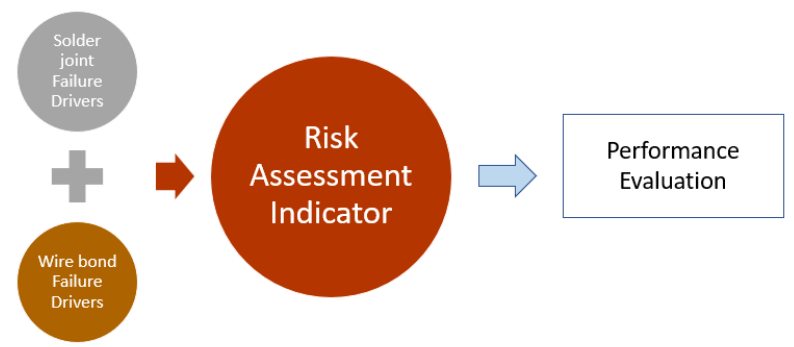 Solder
joint
Failure
Drivers
Wire bond
Failure
Drivers
Risk
Assessment
Indicator
Performance
Evaluation